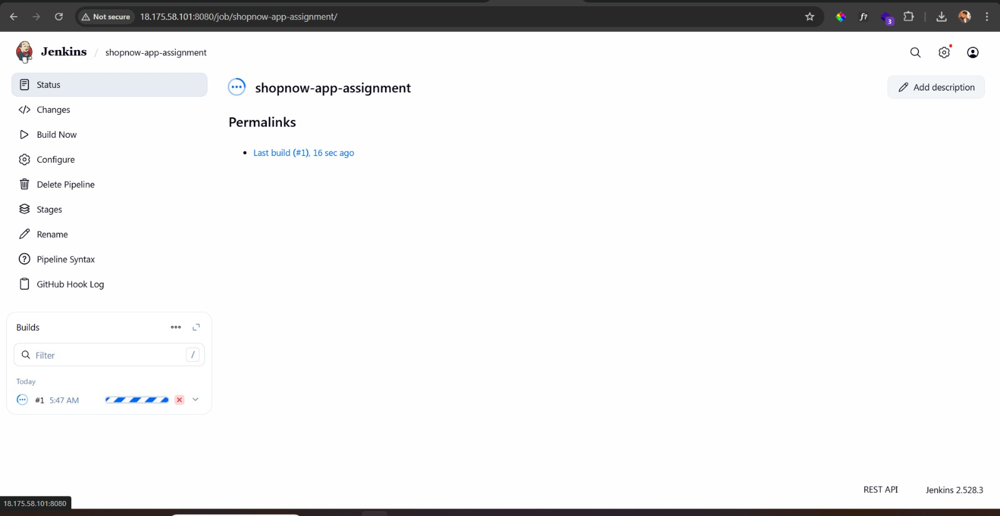 Not secure
18.175.58.101:8080/job/shopnow-app-assignment/
f?
3
Jenkins / shopnow-app-assignment
Status
Changes
Build Now
Configure
Delete Pipeline
Stages
Rename
Pipeline Syntax
GitHub Hook Log
Builds
Filter /
Today
#1 5:47 AM
shopnow-app-assignment
Add description
Permalinks
Last build (#1), 16 sec ago
REST API Jenkins 2.528.3
18.175.58.101:8080